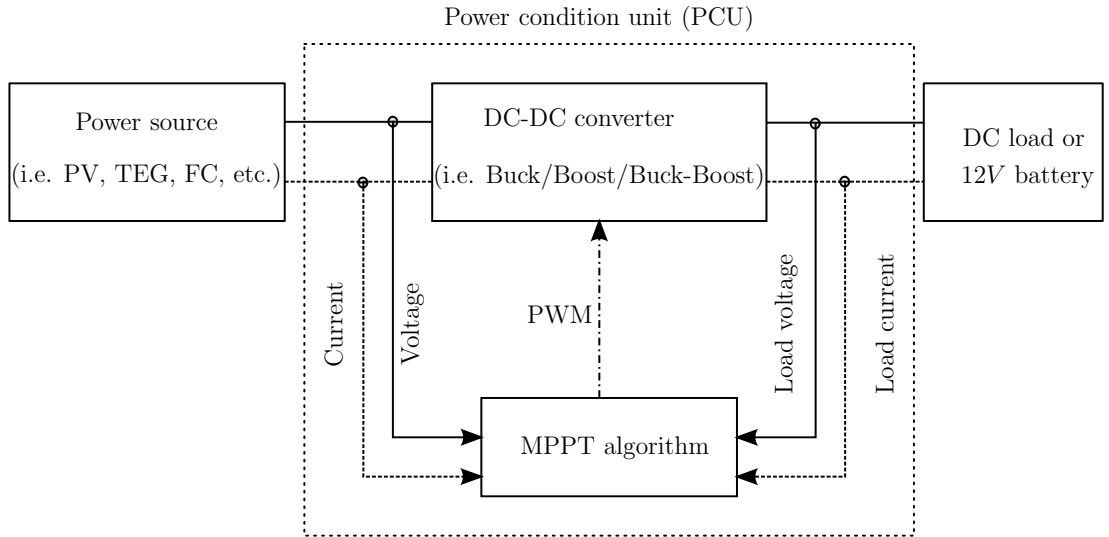 Power condition unit (PCU)
Power source
(i.e. PV, TEG, FC, etc.)
DC-DC converter
(i.e. Buck/Boost/Buck-Boost)
DC load or
12V battery
Current
Voltage
PWM
Load voltage
Load current
MPPT algorithm